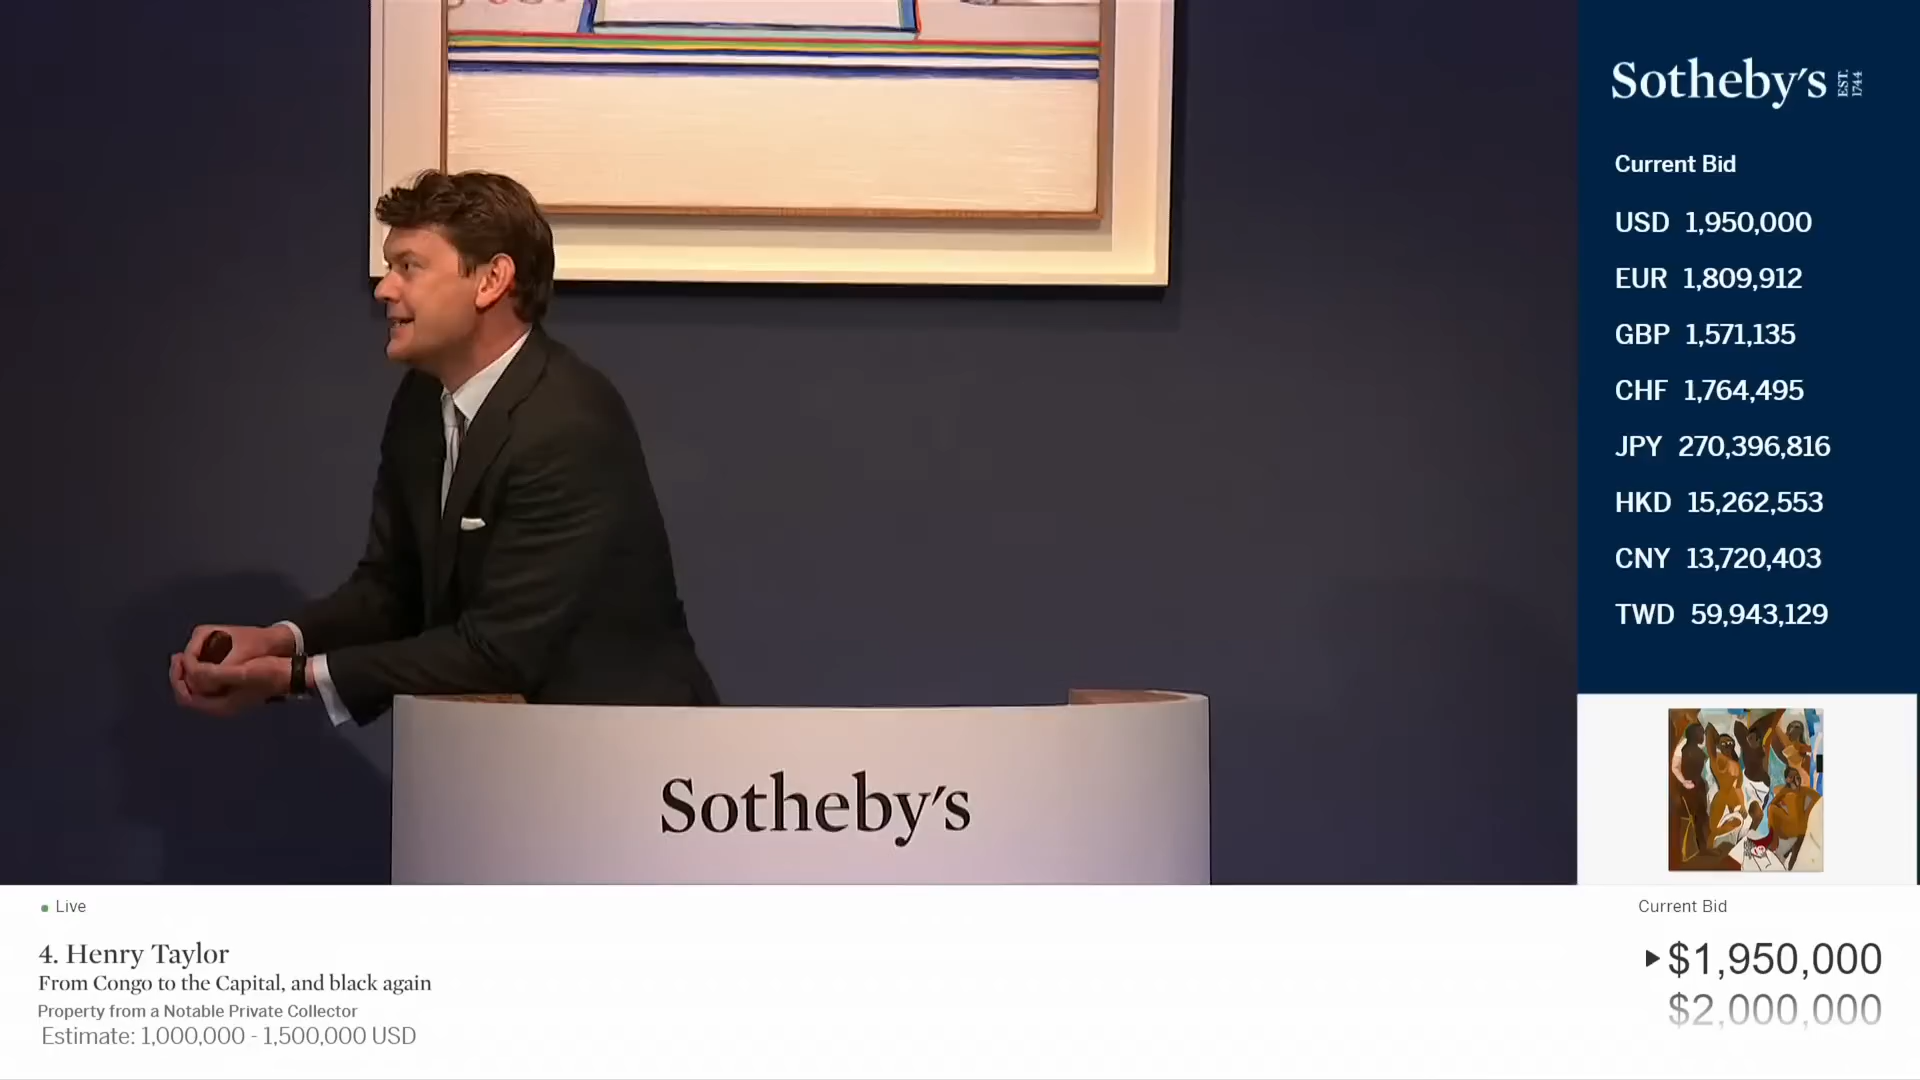 Sotheby's EST. 1744
Current Bid
USD 1,950,000
EUR 1,809,912
GBP 1,571,135
CHF 1,764,495
JPY 270,396,816
HKD 15,262,553
CNY 13,720,403
TWD 59,943,129
Sotheby's
Live
4. Henry Taylor
From Congo to the Capital, and black again
Property from a Notable Private Collector
Estimate: 1,000,000 - 1,500,000 USD
Current Bid
$1,950,000
$2,000,000